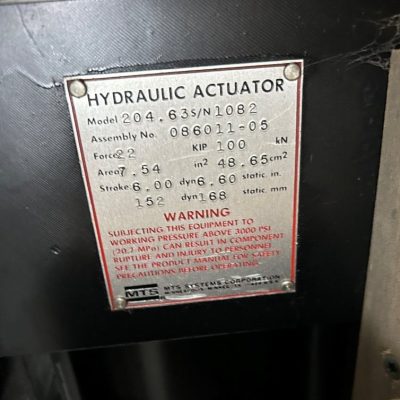 HYDRAULIC ACTUATOR
Model 204.63 S/N 1082
Assembly No. 086011-05
Force 22 KIP 100 kN
Area 7.54 in² 48.65 cm²
Stroke 6.00 dyn 6.60 static. in.
152 dyn 168 static. mm
WARNING
SUBJECTING THIS EQUIPMENT TO
WORKING PRESSURE ABOVE 3000 PSI
(20.7 MPa) CAN RESULT IN COMPONENT
RUPTURE AND INJURY TO PERSONNEL
SEE THE PRODUCT MANUAL FOR SAFETY
PRECAUTIONS BEFORE OPERATING.
MTS MTS SYSTEMS CORPORATION
MINNEAPOLIS, MINNESOTA